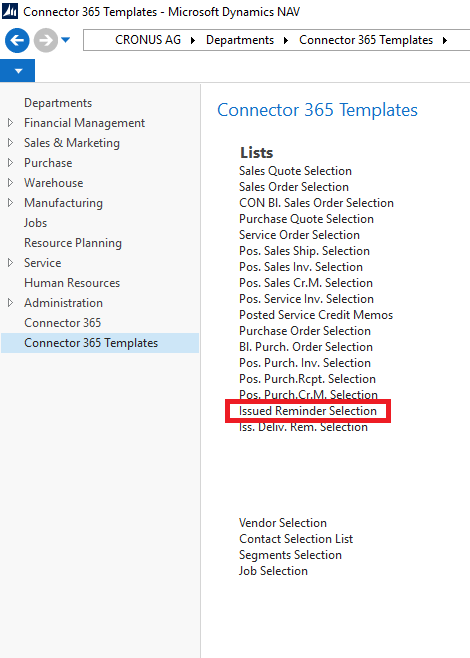 Connector 365 Templates - Microsoft Dynamics NAV
CRONUS AG Departments Connector 365 Templates
Departments
Financial Management
Sales & Marketing
Purchase
Warehouse
Manufacturing
Jobs
Resource Planning
Service
Human Resources
Administration
Connector 365
Connector 365 Templates
Connector 365 Templates
Lists
Sales Quote Selection
Sales Order Selection
CON Bl. Sales Order Selection
Purchase Quote Selection
Service Order Selection
Pos. Sales Ship. Selection
Pos. Sales Inv. Selection
Pos. Sales Cr.M. Selection
Pos. Service Inv. Selection
Posted Service Credit Memos
Purchase Order Selection
Bl. Purch. Order Selection
Pos. Purch. Inv. Selection
Pos. Purch.Rcpt. Selection
Pos. Purch.Cr.M. Selection
Issued Reminder Selection
Iss. Deliv. Rem. Selection
Vendor Selection
Contact Selection List
Segments Selection
Job Selection